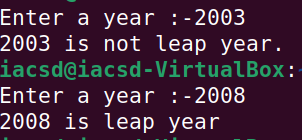 Enter a year :-2003
2003 is not leap year.
iacsd@iacsd-VirtualBox:
Enter a year :-2008
2008 is leap year